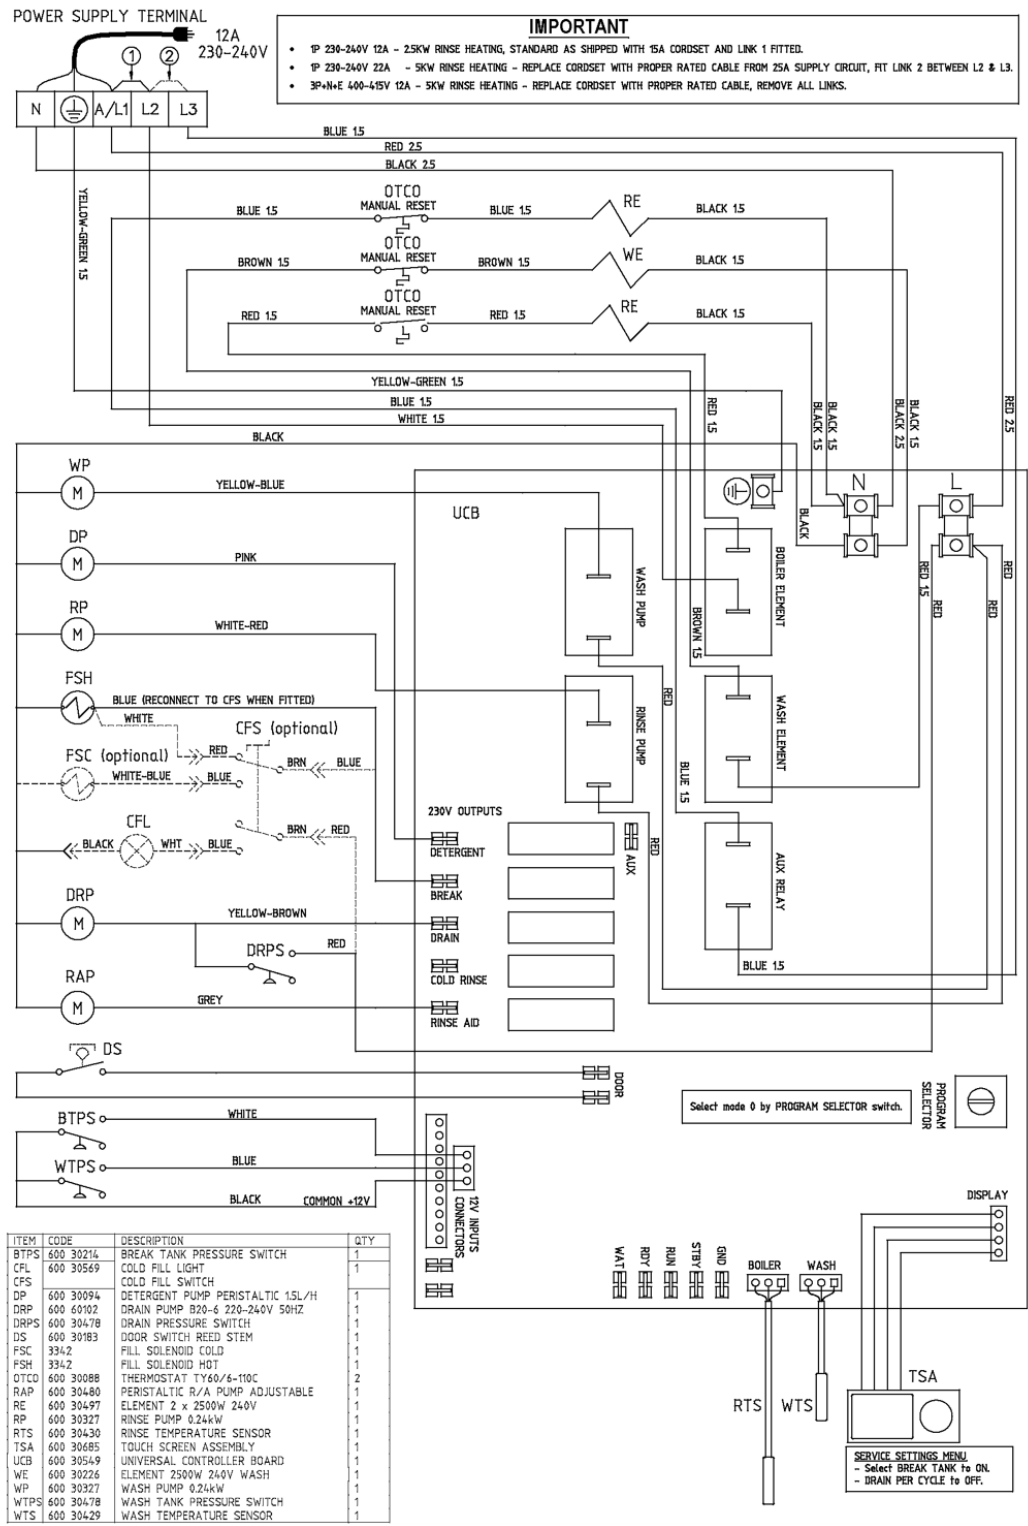 POWER SUPPLY TERMINAL
12A
230-240V
1
2
N
A/L1
L2
L3
IMPORTANT
• 1P 230-240V 12A - 2.5KW RINSE HEATING, STANDARD AS SHIPPED WITH 15A CORDSET AND LINK 1 FITTED.
• 1P 230-240V 22A - 5KW RINSE HEATING - REPLACE CORDSET WITH PROPER RATED CABLE FROM 25A SUPPLY CIRCUIT, FIT LINK 2 BETWEEN L2 & L3.
• 3P+N+E 400-415V 12A - 5KW RINSE HEATING - REPLACE CORDSET WITH PROPER RATED CABLE, REMOVE ALL LINKS.
BLUE 1.5
RED 2.5
BLACK 2.5
YELLOW-GREEN 1.5
OTCO
MANUAL RESET
BLUE 1.5
BLUE 1.5
RE
BLACK 1.5
OTCO
MANUAL RESET
BROWN 1.5
BROWN 1.5
WE
BLACK 1.5
OTCO
MANUAL RESET
RED 1.5
RED 1.5
RE
BLACK 1.5
YELLOW-GREEN 1.5
BLUE 1.5
WHITE 1.5
BLACK
RED 1.5
BLACK 1.5
BLACK 1.5
BLACK 2.5
BLACK 1.5
RED 2.5
WP
M
YELLOW-BLUE
UCB
N
L
BLACK
DP
M
PINK
WASH PUMP
BOILER ELEMENT
RED 1.5
RED
RED
RED
RP
M
WHITE-RED
BROWN 1.5
FSH
BLUE (RECONNECT TO CFS WHEN FITTED)
WHITE
RED
RINSE PUMP
WASH ELEMENT
CFS (optional)
FSC (optional)
RED
BRN
BLUE
WHITE-BLUE
BLUE
BLUE 1.5
CFL
BLACK
WHT
BLUE
BRN
RED
230V OUTPUTS
DETERGENT
AUX
RED
BREAK
AUX RELAY
DRP
M
YELLOW-BROWN
DRAIN
DRPS
RED
BLUE 1.5
COLD RINSE
RAP
M
GREY
RINSE AID
DS
DOOR
Select mode 0 by PROGRAM SELECTOR switch.
PROGRAM
SELECTOR
BTPS
WHITE
WTPS
BLUE
BLACK
COMMON +12V
12V INPUTS
CONNECTORS
DISPLAY
WAT
RDY
RUN
STBY
GND
BOILER
WASH
RTS
WTS
TSA
SERVICE SETTINGS MENU
- Select BREAK TANK to ON.
- DRAIN PER CYCLE to OFF.
ITEM CODE DESCRIPTION QTY
BTPS 600 30214 BREAK TANK PRESSURE SWITCH 1
CFL 600 30569 COLD FILL LIGHT 1
CFS COLD FILL SWITCH
DP 600 30094 DETERGENT PUMP PERISTALTIC 1.5L/H 1
DRP 600 60102 DRAIN PUMP B20-6 220-240V 50HZ 1
DRPS 600 30478 DRAIN PRESSURE SWITCH 1
DS 600 30183 DOOR SWITCH REED STEM 1
FSC 3342 FILL SOLENOID COLD 1
FSH 3342 FILL SOLENOID HOT 1
OTCO 600 30088 THERMOSTAT TY60/6-110C 2
RAP 600 30480 PERISTALTIC R/A PUMP ADJUSTABLE 1
RE 600 30497 ELEMENT 2 x 2500W 240V 1
RP 600 30327 RINSE PUMP 0.24kW 1
RTS 600 30430 RINSE TEMPERATURE SENSOR 1
TSA 600 30685 TOUCH SCREEN ASSEMBLY 1
UCB 600 30549 UNIVERSAL CONTROLLER BOARD 1
WE 600 30226 ELEMENT 2500W 240V WASH 1
WP 600 30327 WASH PUMP 0.24kW 1
WTPS 600 30478 WASH TANK PRESSURE SWITCH 1
WTS 600 30429 WASH TEMPERATURE SENSOR 1